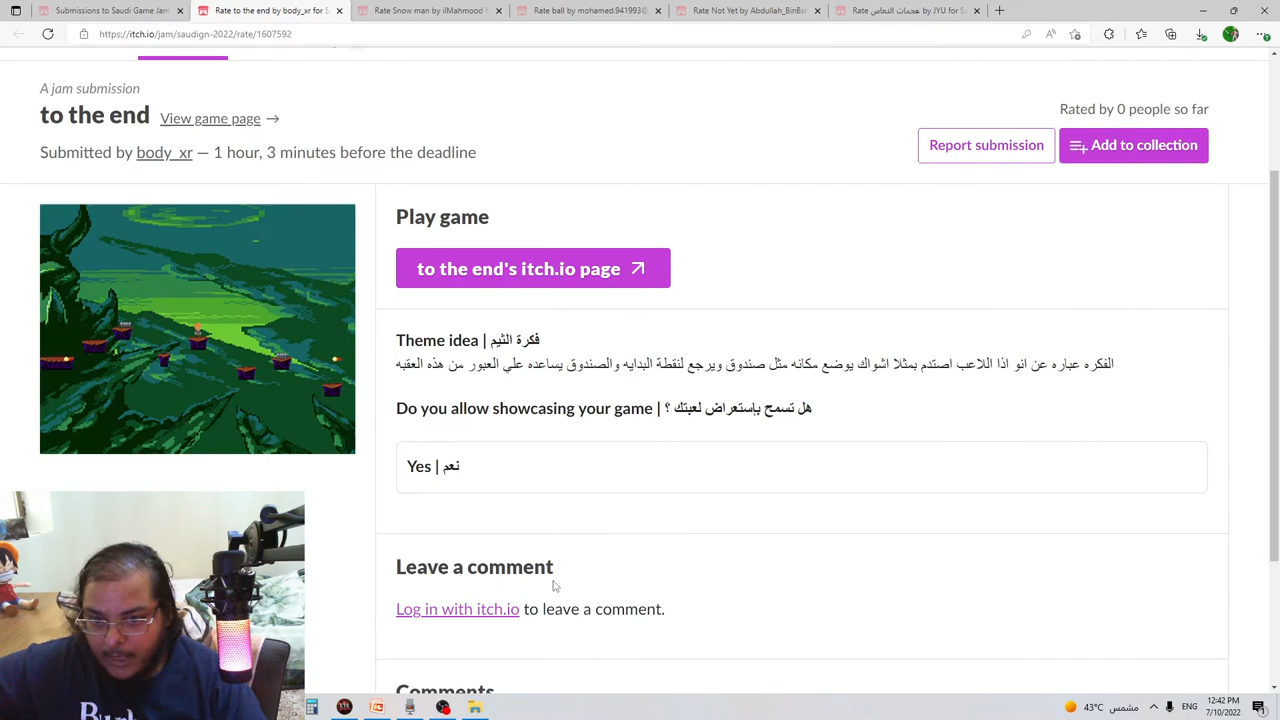 Submissions to Saudi Game Jam
Rate to the end by body_xr for S
Rate Snow man by ilMahmood f
Rate ball by mohamed.941993@
Rate Not Yet by Abdullah_BinBsh
Rate هجمات النعاس by JYU for Sa
https://itch.io/jam/saudign-2022/rate/1607592
A jam submission
to the end View game page →
Submitted by body_xr — 1 hour, 3 minutes before the deadline
Rated by 0 people so far
Report submission
Add to collection
Play game
to the end's itch.io page
Theme idea | فكرة الثيم
الفكره عباره عن انو اذا اللاعب اصتدم بمثلا اشواك يوضع مكانه مثل صندوق ويرجع لنقطة البدايه والصندوق يساعده علي العبور من هذه العقبه
Do you allow showcasing your game | هل تسمح بإستعراض لعبتك ؟
Yes | نعم
Leave a comment
Log in with itch.io to leave a comment.
Comments
43°C شمس
ENG
12:42 PM
7/10/2022